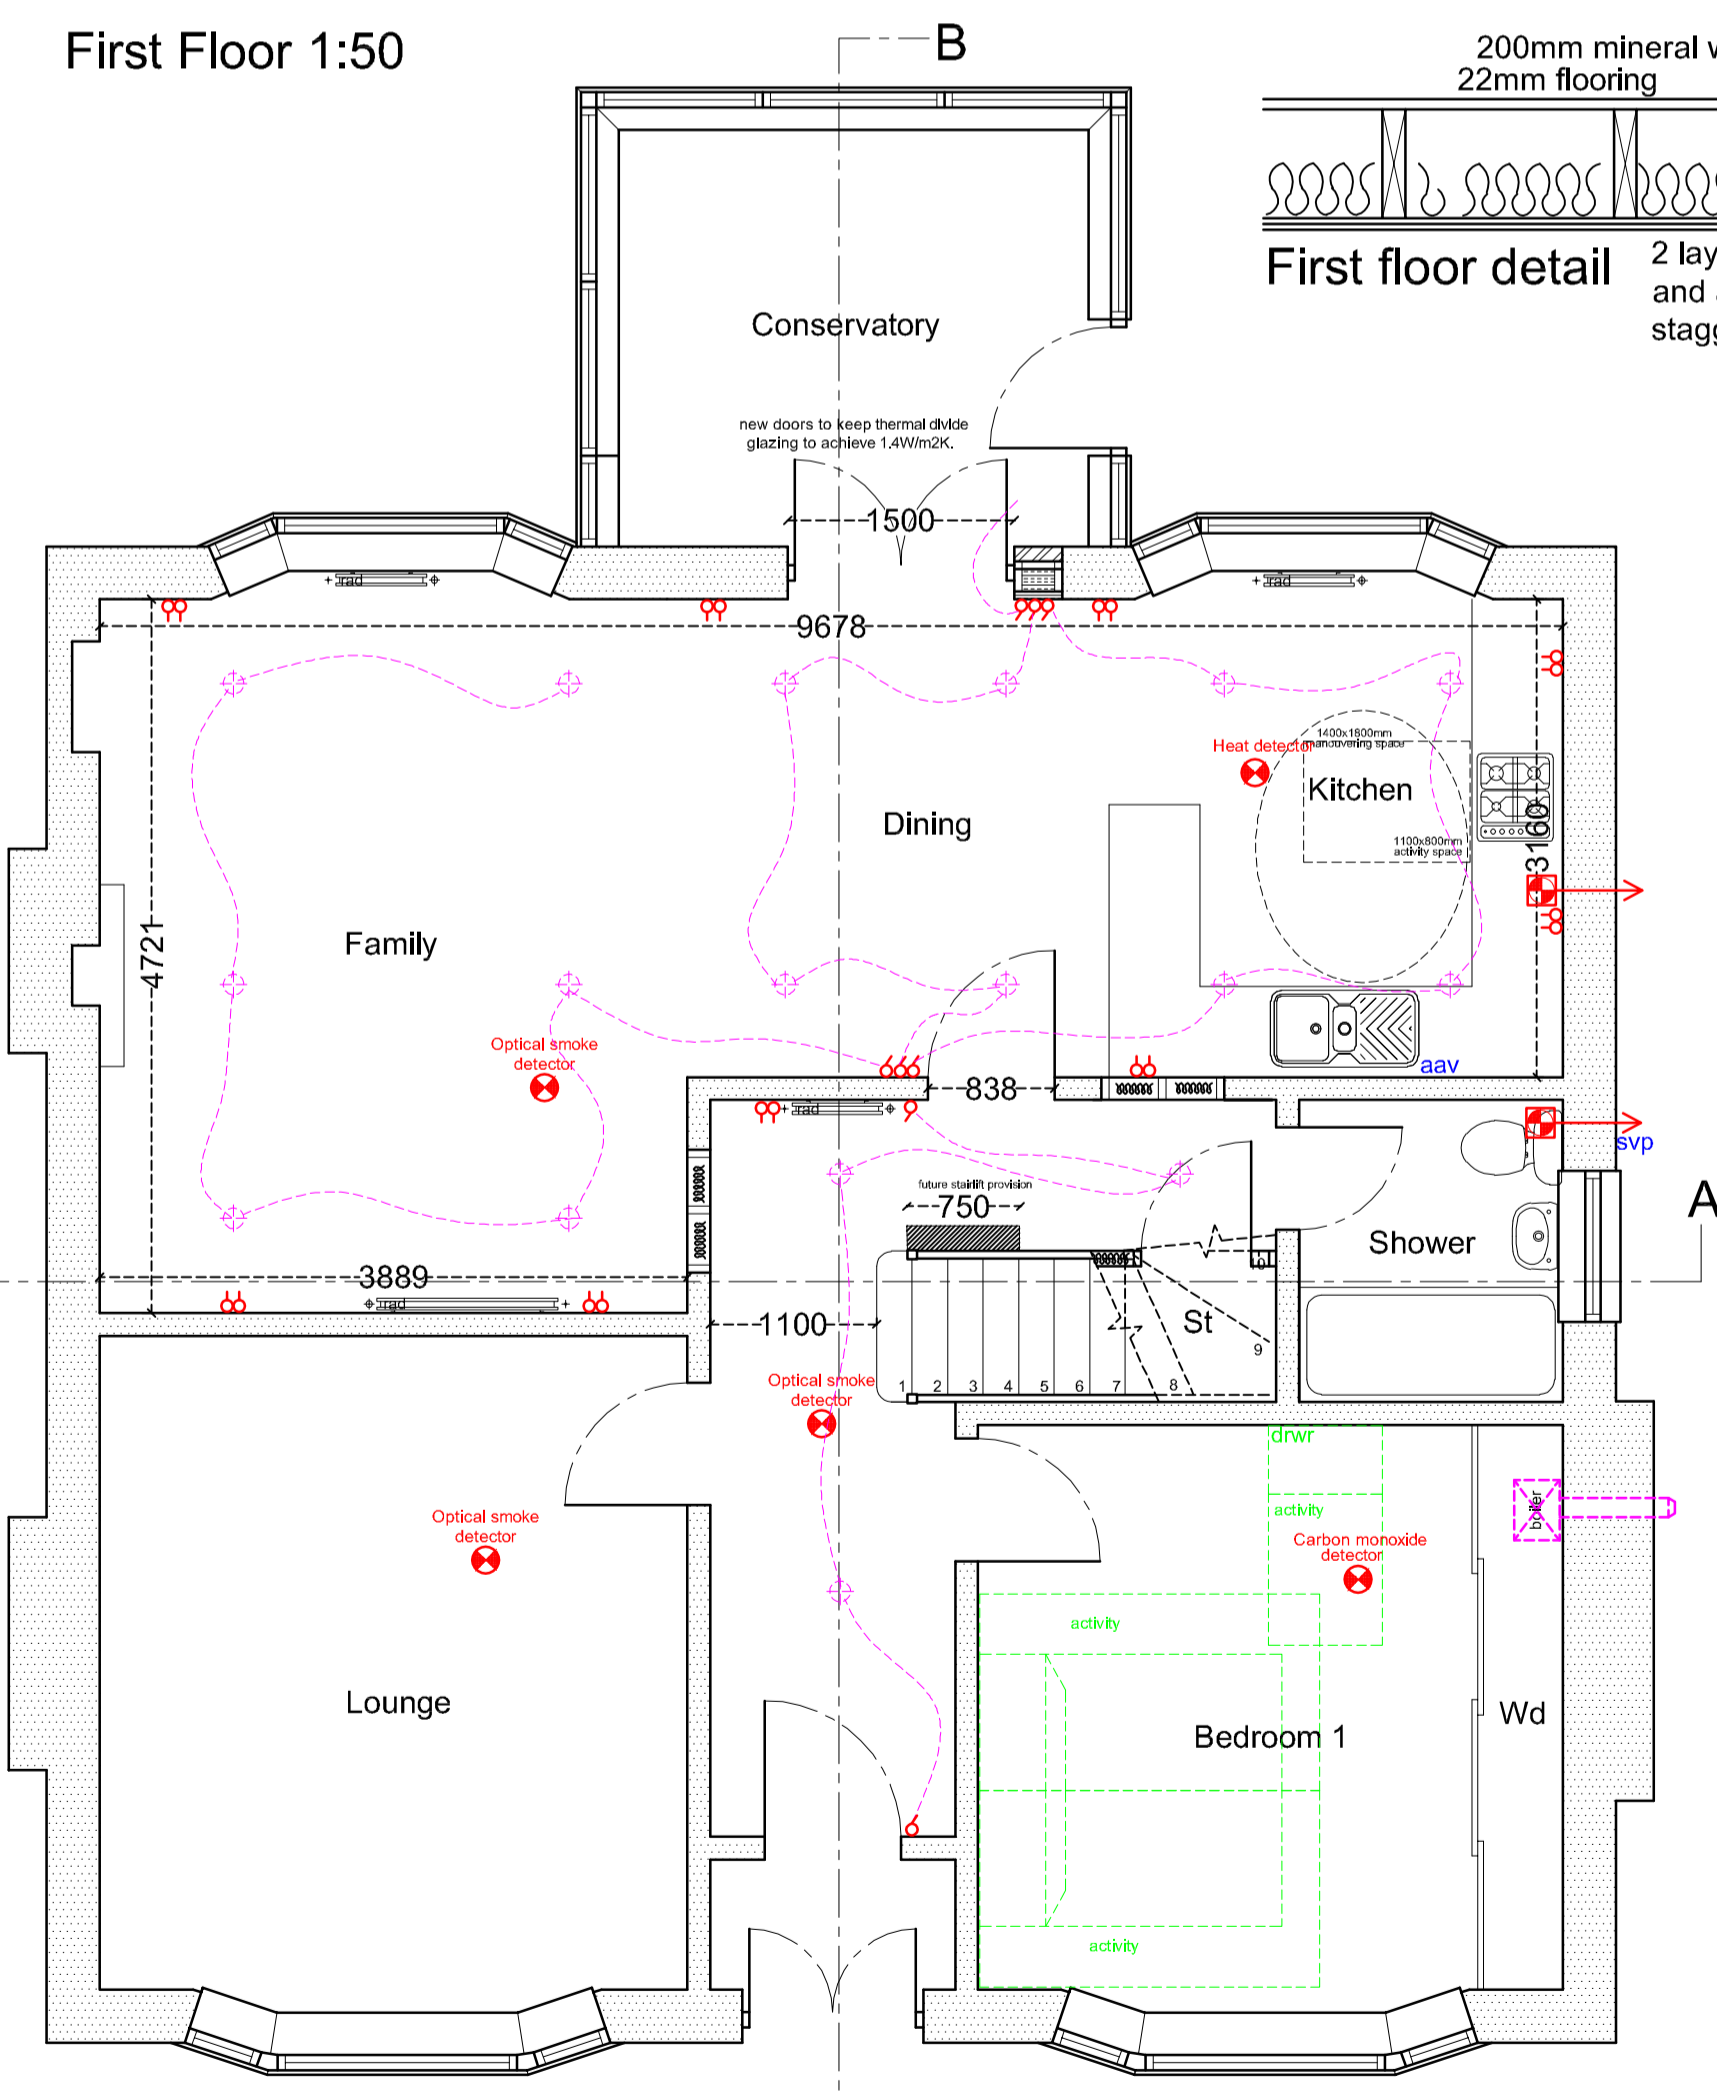 First Floor 1:50
B
200mm mineral
22mm flooring
First floor detail
2
and
Conservatory
new doors to keep thermal divide
glazing to achieve 1.4W/m2K.
1500
rad
rad
9678
Heat detector
1400x1800mm
manouvering space
Kitchen
Dining
1100x800mm
activity space
3160
4721
Family
Optical smoke
detector
aav
838
rad
svp
future stairlift provision
750
A
Shower
3889
rad
1100
St
9
1 2 3 4 5 6 7 8
Optical smoke
detector
drwr
activity
boiler
Optical smoke
detector
Carbon monoxide
detector
activity
Lounge
Bedroom 1
Wd
activity